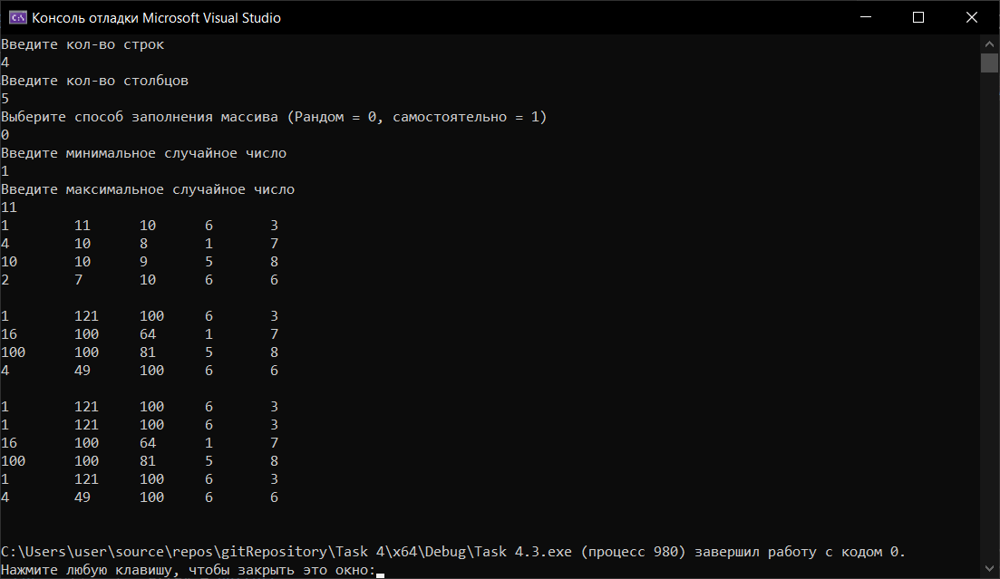 Консоль отладки Microsoft Visual Studio
Введите кол-во строк
4
Введите кол-во столбцов
5
Выберите способ заполнения массива (Рандом = 0, самостоятельно = 1)
0
Введите минимальное случайное число
1
Введите максимальное случайное число
11
1 11 10 6 3
4 10 8 1 7
10 10 9 5 8
2 7 10 6 6
1 121 100 6 3
16 100 64 1 7
100 100 81 5 8
4 49 100 6 6
1 121 100 6 3
1 121 100 6 3
16 100 64 1 7
100 100 81 5 8
1 121 100 6 3
4 49 100 6 6
C:\Users\user\source\repos\gitRepository\Task 4\x64\Debug\Task 4.3.exe (процесс 980) завершил работу с кодом 0.
Нажмите любую клавишу, чтобы закрыть это окно: